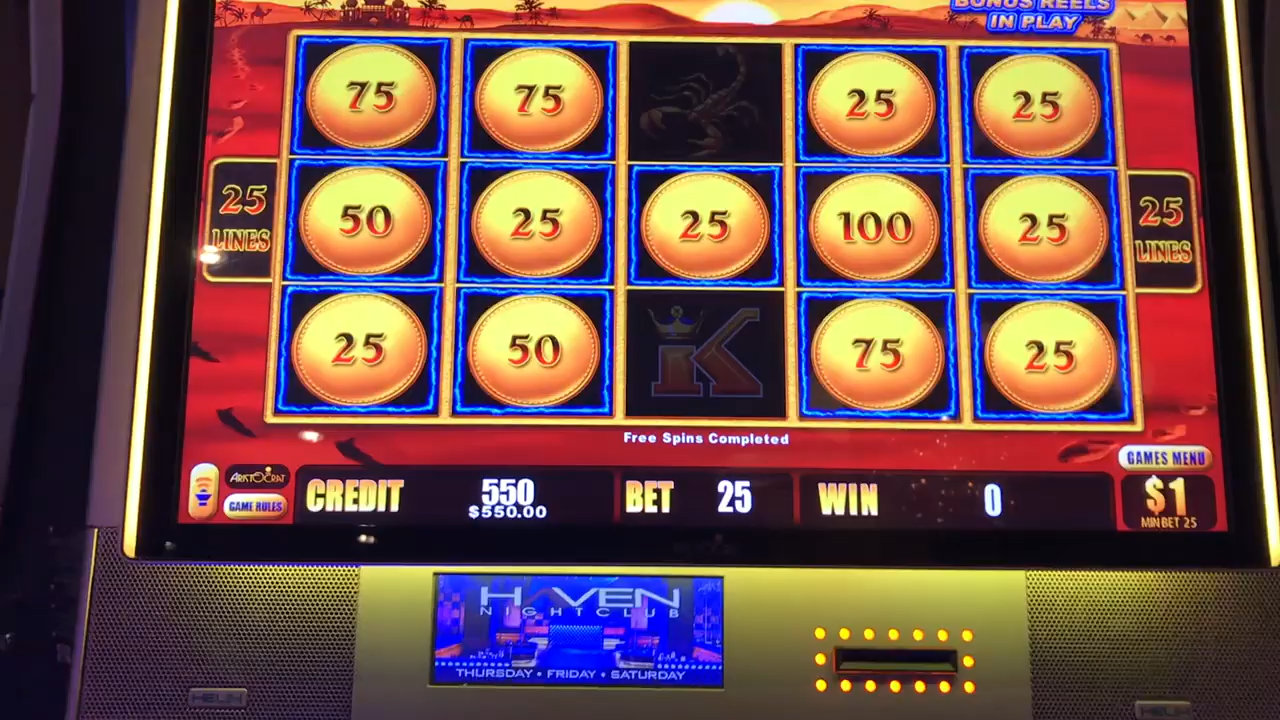 BONUS REELS
IN PLAY
75 75 25 25
25 LINES
50 25 25 100 25
25 LINES
25 50 K 75 25
Free Spins Completed
GAMES MENU
ARISTOCRAT
GAME RULES
CREDIT 550
$550.00
BET 25
WIN 0
$1
MIN BET 25
HAVEN
NIGHTCLUB
THURSDAY • FRIDAY • SATURDAY
HELIX
HELIX